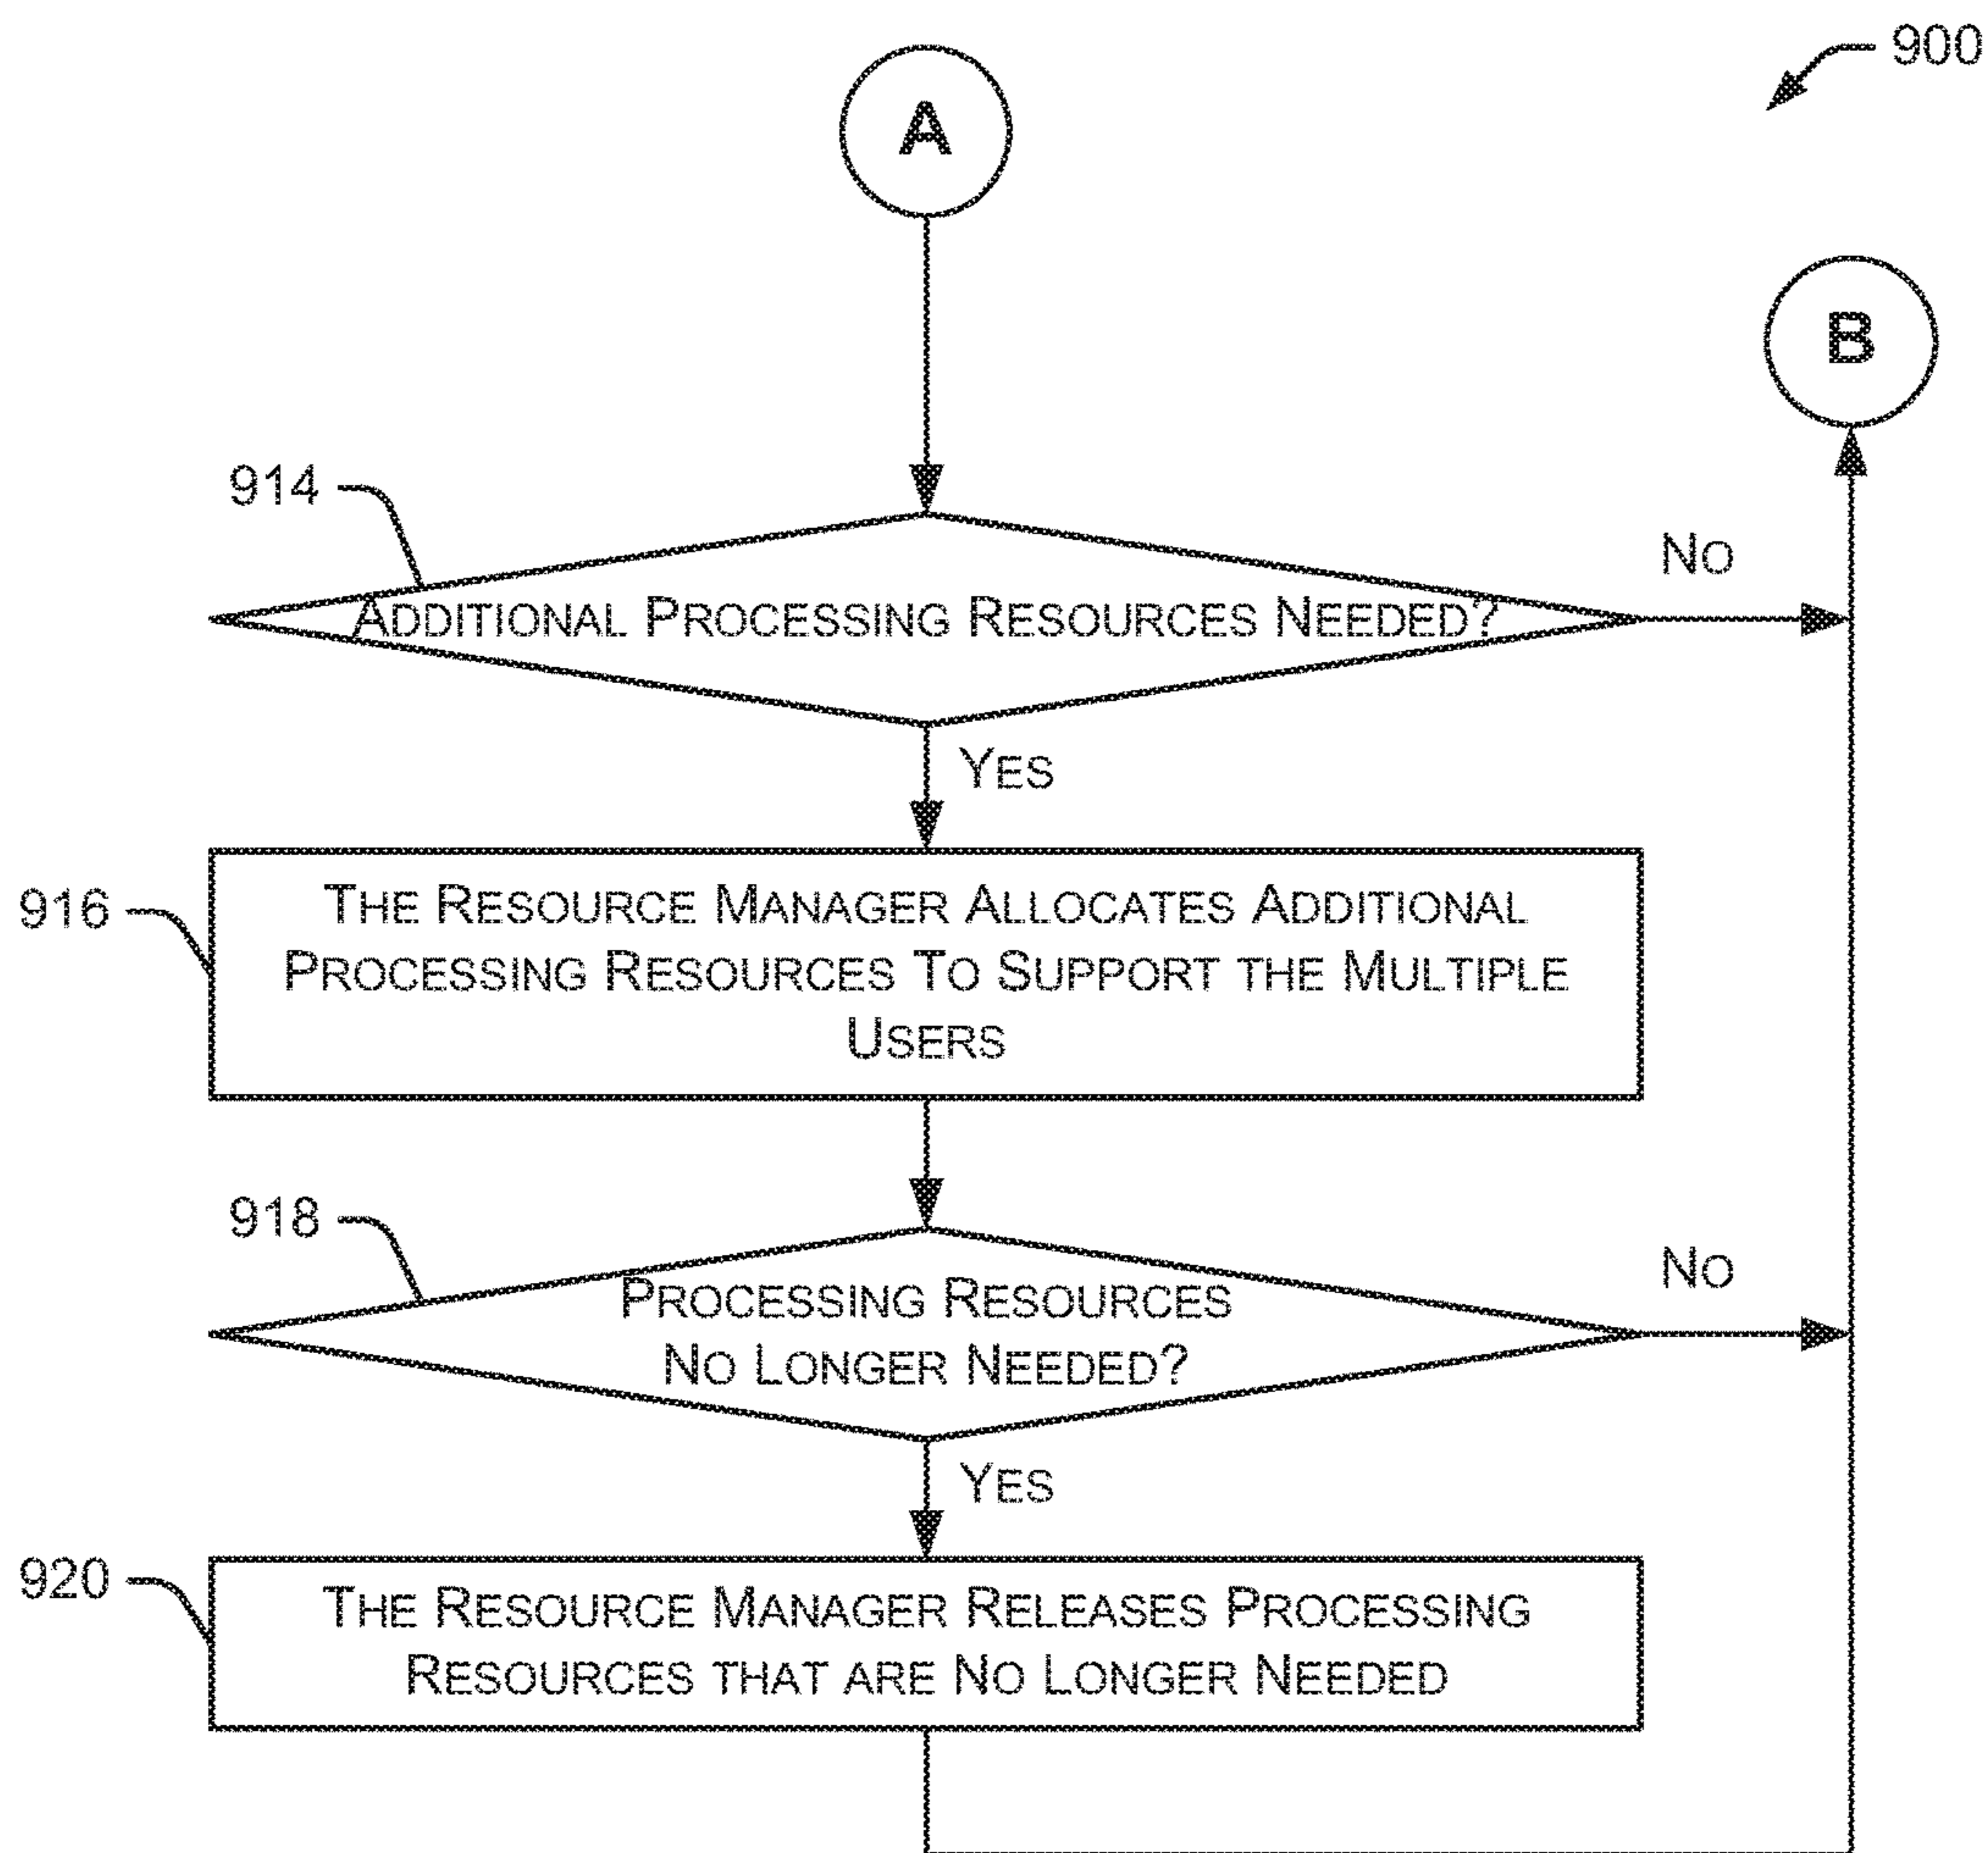 900
A
B
914
ADDITIONAL PROCESSING RESOURCES NEEDED?
NO
YES
916
THE RESOURCE MANAGER ALLOCATES ADDITIONAL
PROCESSING RESOURCES TO SUPPORT THE MULTIPLE
USERS
918
PROCESSING RESOURCES
NO LONGER NEEDED?
NO
YES
920
THE RESOURCE MANAGER RELEASES PROCESSING
RESOURCES THAT ARE NO LONGER NEEDED